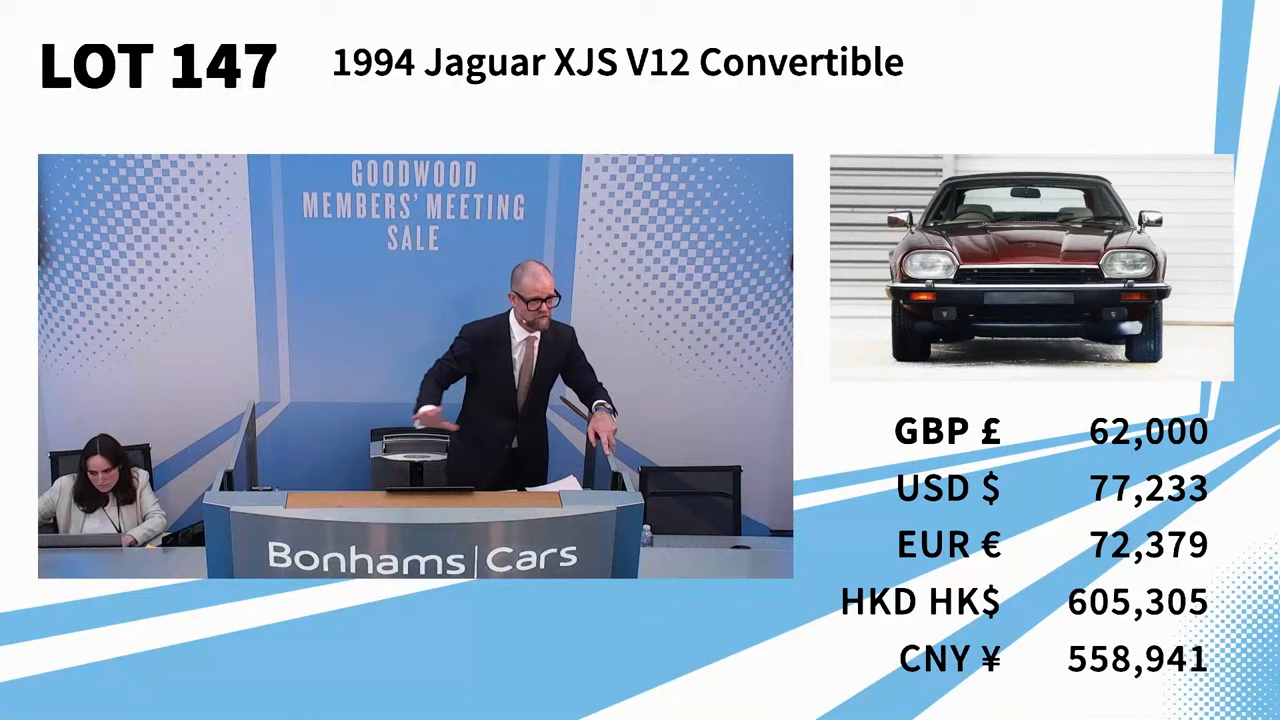 LOT 147
1994 Jaguar XJS V12 Convertible
GOODWOOD
MEMBERS' MEETING
SALE
Bonhams | Cars
GBP £ 62,000
USD $ 77,233
EUR € 72,379
HKD HK$ 605,305
CNY ¥ 558,941